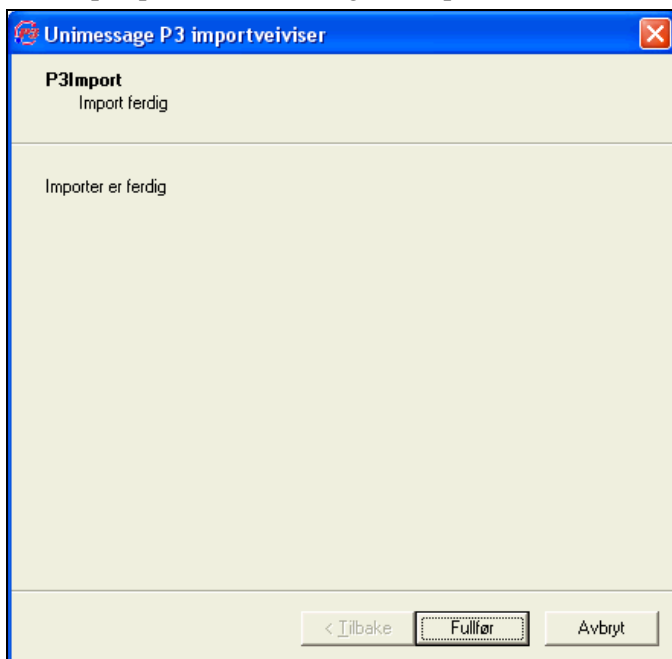 Unimessage P3 importveiviser
P3Import
Import ferdig
Importer er ferdig
< Tilbake
Fullfør
Avbryt